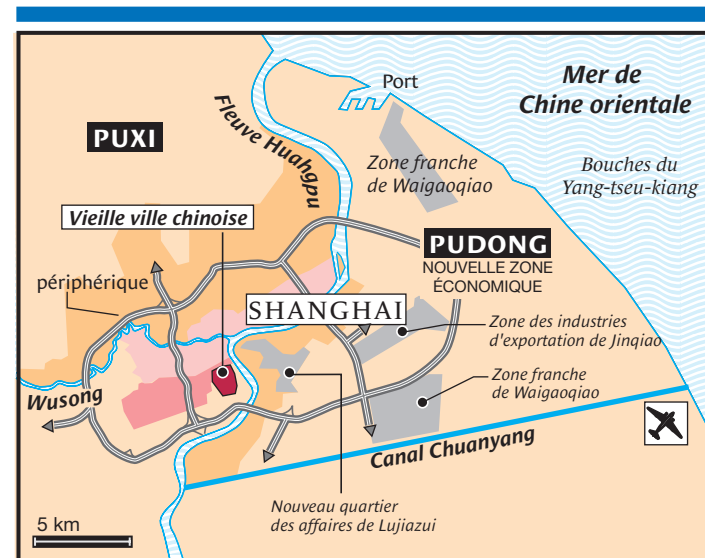 Port
Mer de
Chine orientale
PUXI
Fleuve Huahgpu
Zone franche
de Waigaoqiao
Bouches du
Yang-tseu-kiang
Vieille ville chinoise
PUDONG
NOUVELLE ZONE
ÉCONOMIQUE
périphérique
SHANGHAI
Zone des industries
d'exportation de Jinqiao
Zone franche
de Waigaoqiao
Wusong
Canal Chuanyang
Nouveau quartier
des affaires de Lujiazui
5 km